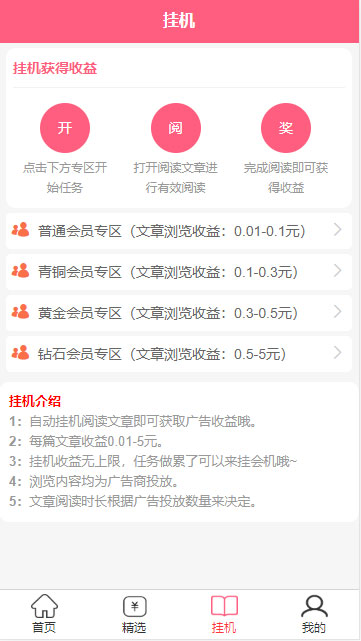 挂机
挂机获得收益
开 阅 奖
点击下方专区开 打开阅读文章进 完成阅读即可获
始任务 行有效阅读 得收益
普通会员专区（文章浏览收益：0.01-0.1元）
青铜会员专区（文章浏览收益：0.1-0.3元）
黄金会员专区（文章浏览收益：0.3-0.5元）
钻石会员专区（文章浏览收益：0.5-5元）
挂机介绍
1：自动挂机阅读文章即可获取广告收益哦。
2：每篇文章收益0.01-5元。
3：挂机收益无上限，任务做累了可以来挂会机哦~
4：浏览内容均为广告商投放。
5：文章阅读时长根据广告投放数量来决定。
¥
首页 精选 挂机 我的